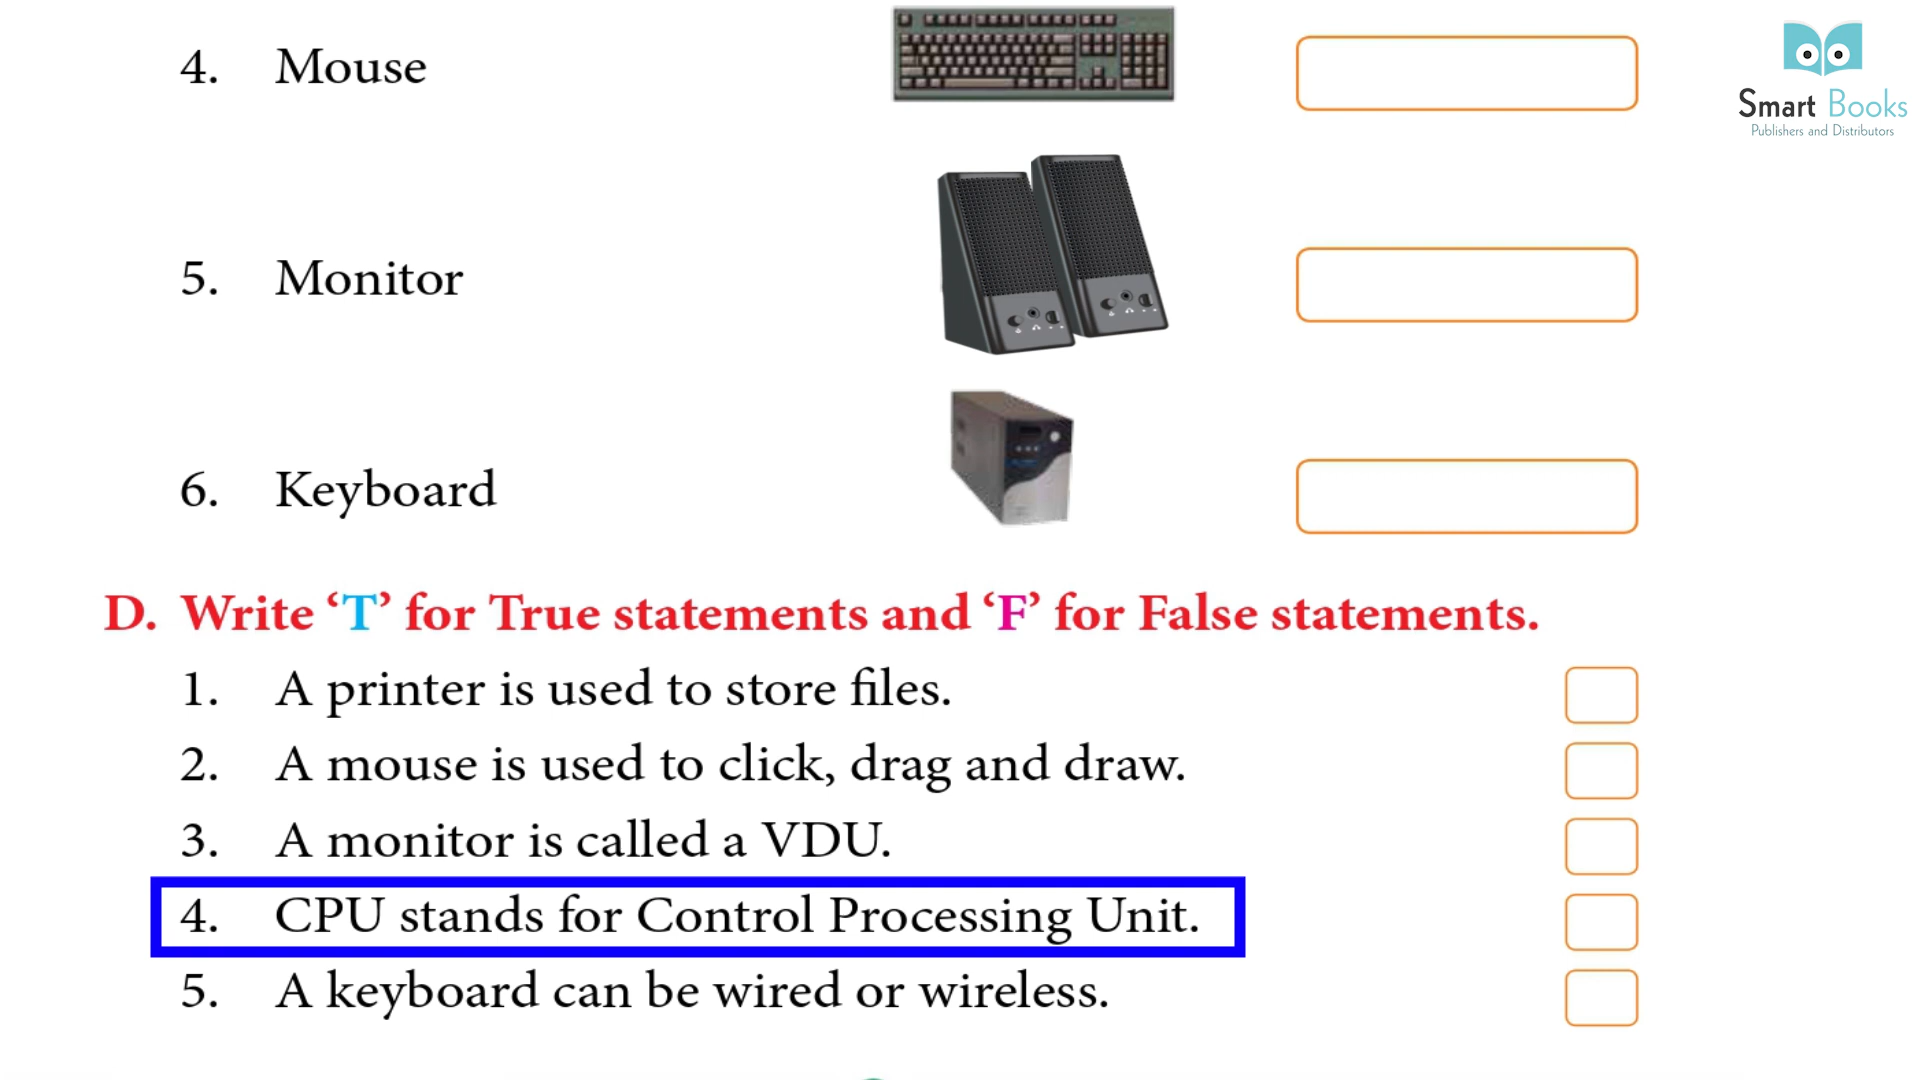 4. Mouse
Smart Books
Publishers and Distributors
5. Monitor
6. Keyboard
D. Write ‘T’ for True statements and ‘F’ for False statements.
1. A printer is used to store files.
2. A mouse is used to click, drag and draw.
3. A monitor is called a VDU.
4. CPU stands for Control Processing Unit.
5. A keyboard can be wired or wireless.